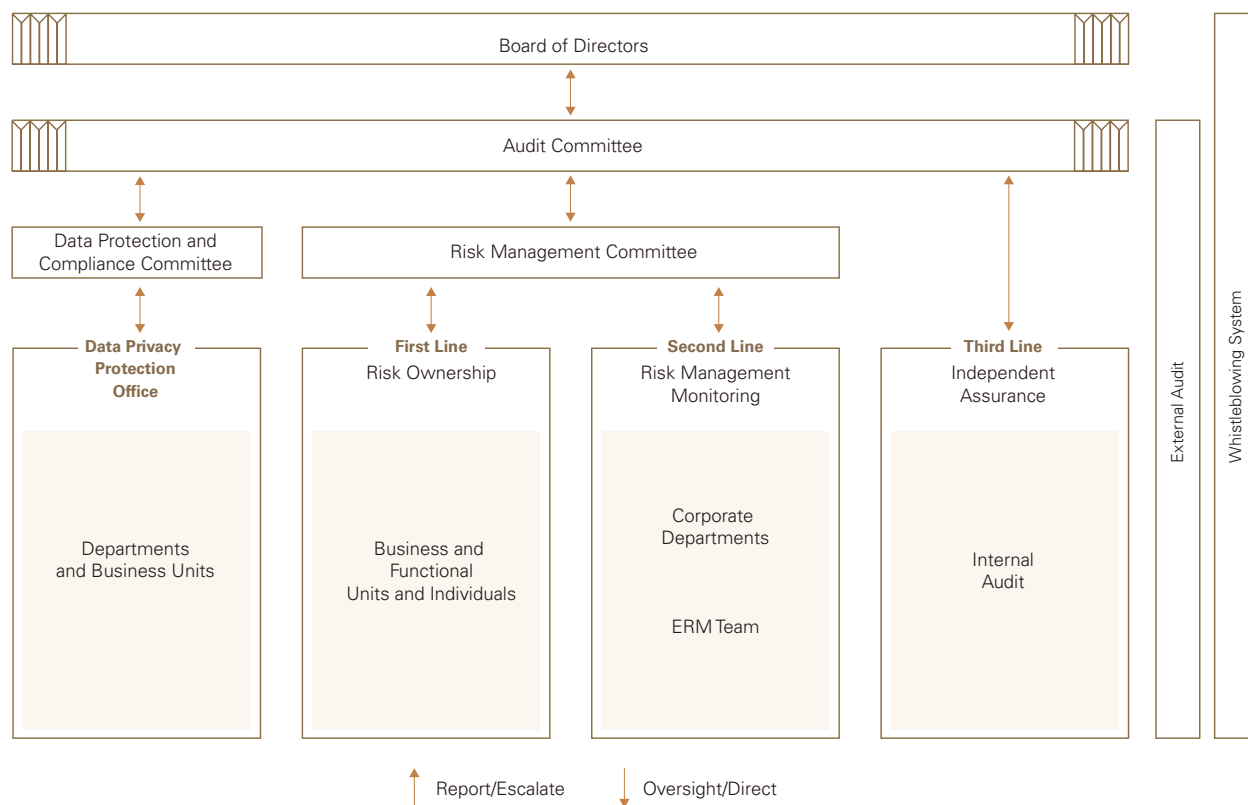 Board of Directors
Audit Committee
Data Protection and
Compliance Committee
Risk Management Committee
Data Privacy
Protection
Office
Departments
and Business Units
First Line
Risk Ownership
Business and
Functional
Units and Individuals
Second Line
Risk Management
Monitoring
Corporate
Departments
ERM Team
Third Line
Independent
Assurance
Internal
Audit
External Audit
Whistleblowing System
Report/Escalate
Oversight/Direct